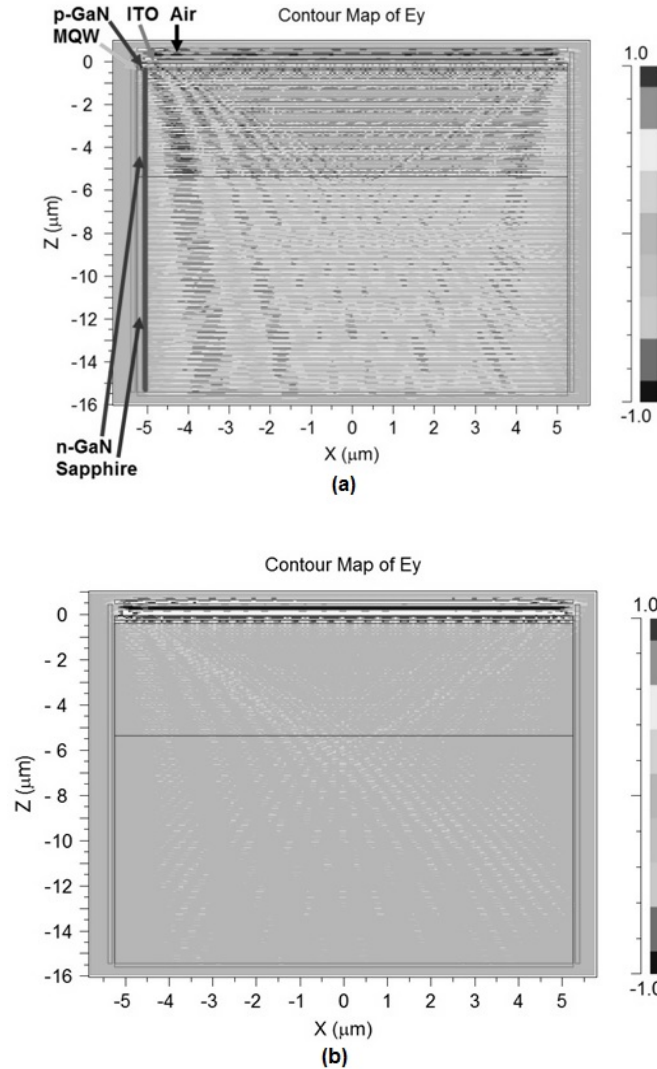 Contour Map of Ey
p-GaN ITO Air
MQW
1.0
0
- 2
- 4
- 6
- 8
-10
-12
-14
-16
Z (μm)
n-GaN
Sapphire
-5 -4 -3 -2 -1 0 1 2 3 4 5
X (μm)
-1.0
(a)
Contour Map of Ey
1.0
0
- 2
- 4
- 6
- 8
-10
-12
-14
-16
Z (μm)
-5 -4 -3 -2 -1 0 1 2 3 4 5
X (μm)
-1.0
(b)